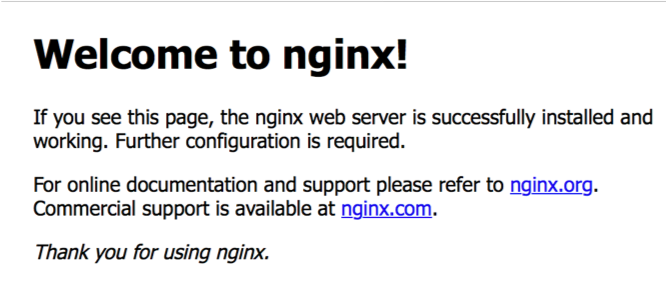 Welcome to nginx!
If you see this page, the nginx web server is successfully installed and
working. Further configuration is required.
For online documentation and support please refer to nginx.org.
Commercial support is available at nginx.com.
Thank you for using nginx.